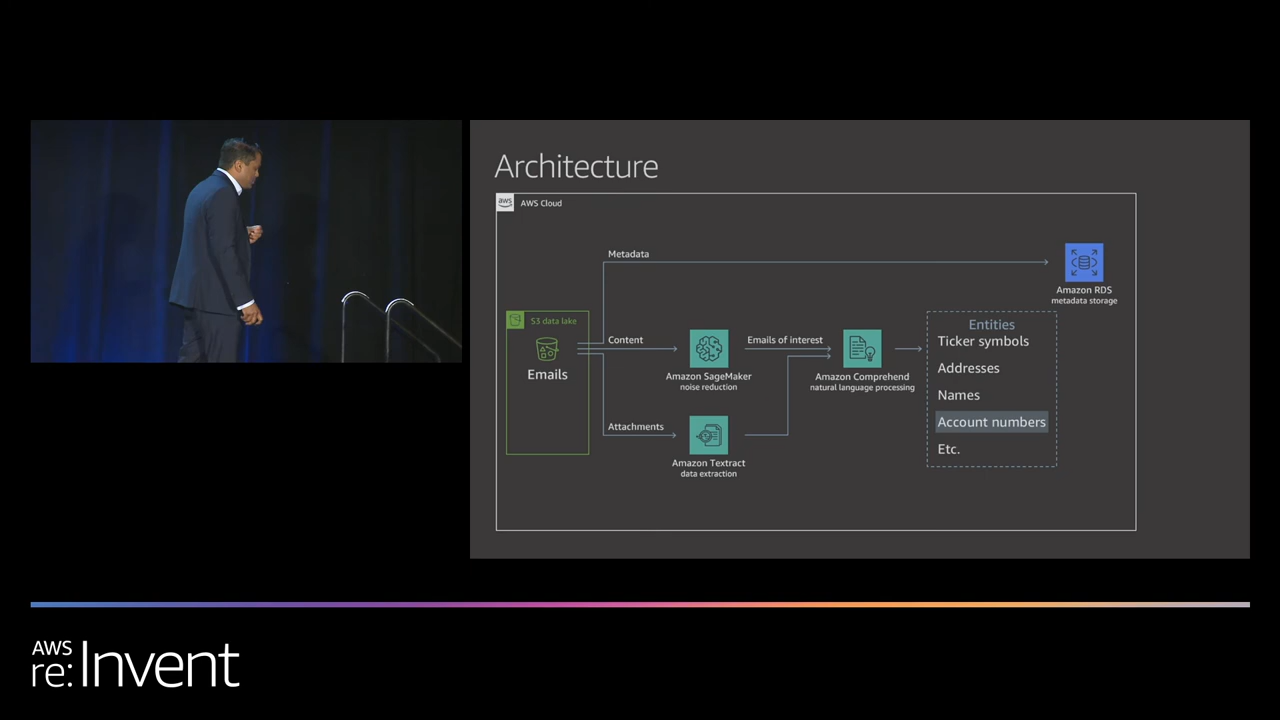 Architecture
aws
AWS Cloud
Metadata
Amazon RDS
metadata storage
S3 data lake
Emails
Content
Amazon SageMaker
noise reduction
Emails of interest
Amazon Comprehend
natural language processing
Attachments
Amazon Textract
data extraction
Entities
Ticker symbols
Addresses
Names
Account numbers
Etc.
AWS
re:Invent